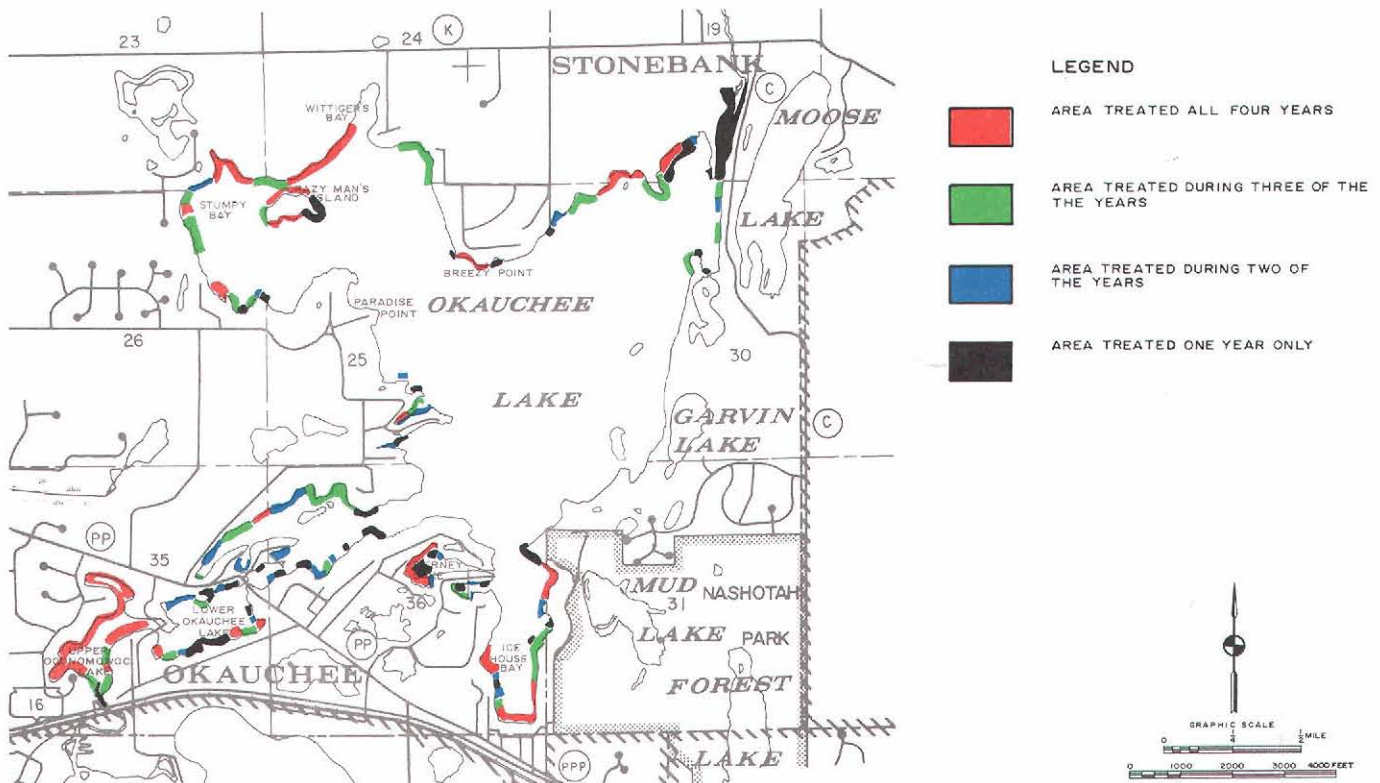 23
24
K
19
STONEBANK
C
MOOSE
LAKE
WITTIGER'S
BAY
STUMPY
BAY
BREEZY POINT
PARADISE
POINT
OKAUCHEE
LAKE
26
25
30
GARVIN
LAKE
C
PP
35
LOWER
OKAUCHEE
LAKE
36
PP
ICE
HOUSE
BAY
MUD
LAKE
31
NASHOTAH
PARK
FOREST
UPPER
LAKE
OKAUCHEE
16
PPP
LAKE
LEGEND
AREA TREATED ALL FOUR YEARS
AREA TREATED DURING THREE OF THE
THE YEARS
AREA TREATED DURING TWO OF
THE YEARS
AREA TREATED ONE YEAR ONLY
GRAPHIC SCALE
0 ¼ ½ MILE
0 1000 2000 3000 4000 FEET